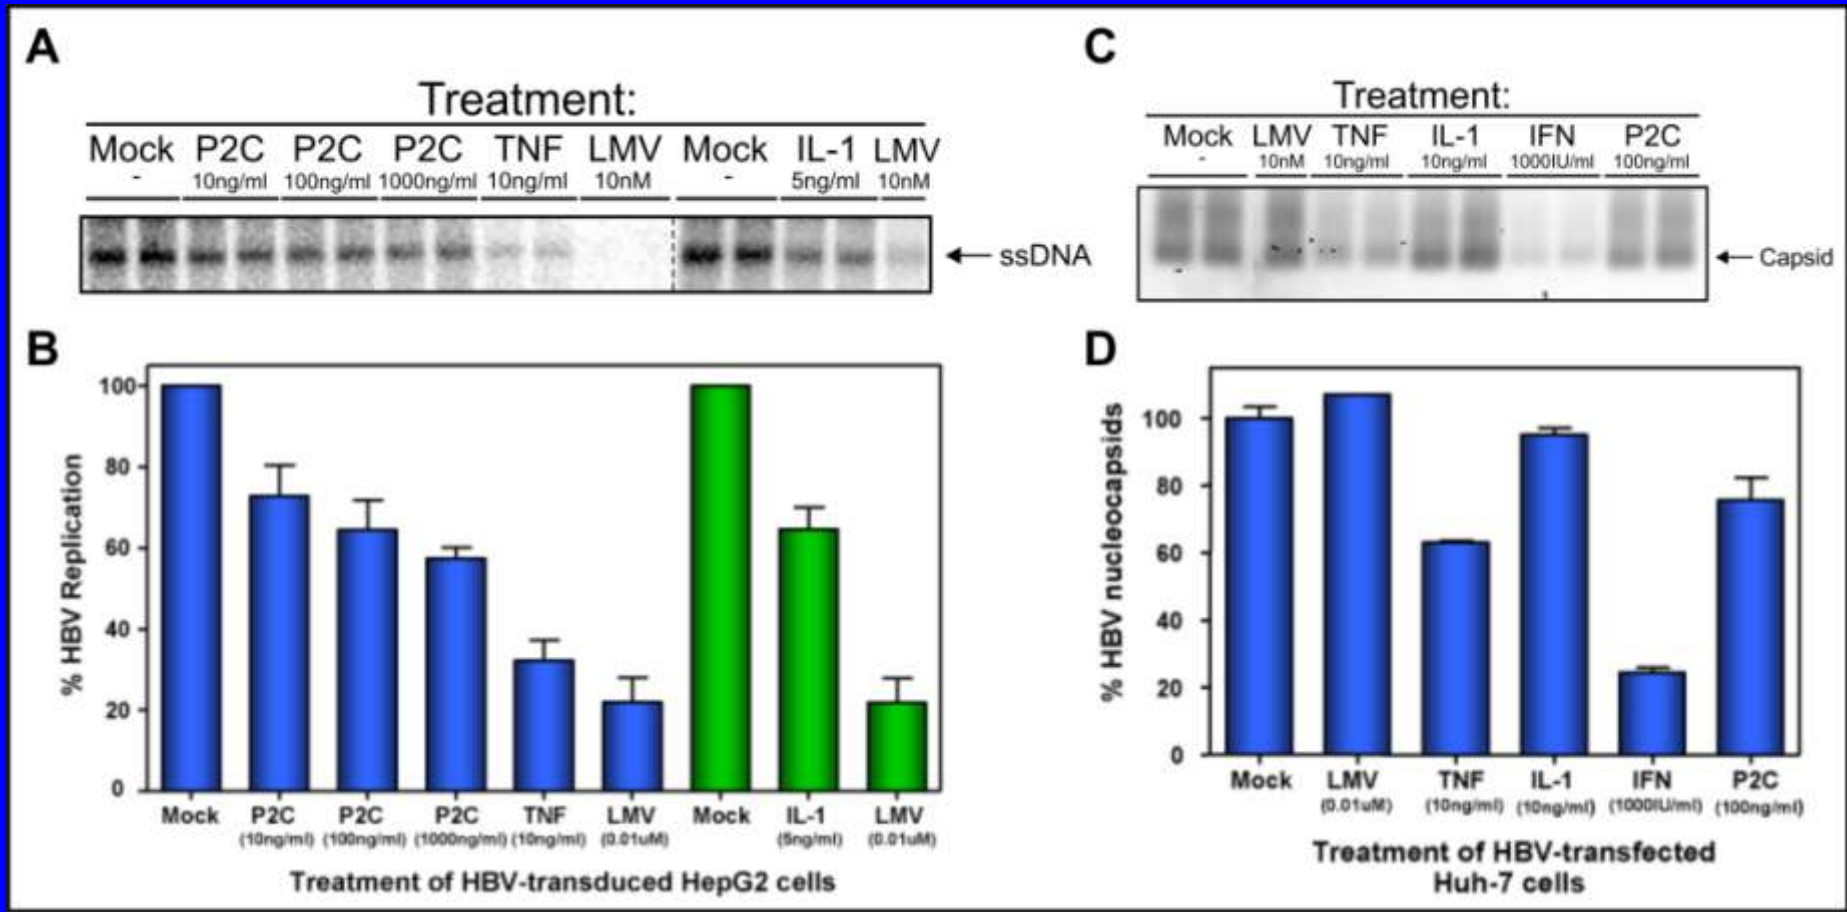 A
Treatment:
Mock P2C P2C P2C TNF LMV Mock IL-1 LMV
- 10ng/ml 100ng/ml 1000ng/ml 10ng/ml 10nM - 5ng/ml 10nM
ssDNA
B
% HBV Replication
100
80
60
40
20
0
Mock P2C P2C P2C TNF LMV Mock IL-1 LMV
(10ng/ml) (100ng/ml) (1000ng/ml) (10ng/ml) (0.01uM) (5ng/ml) (0.01uM)
Treatment of HBV-transduced HepG2 cells
C
Treatment:
Mock LMV TNF IL-1 IFN P2C
- 10nM 10ng/ml 10ng/ml 1000IU/ml 100ng/ml
Capsid
D
% HBV nucleocapsids
100
80
60
40
20
0
Mock LMV TNF IL-1 IFN P2C
(0.01uM) (10ng/ml) (10ng/ml) (1000IU/ml) (100ng/ml)
Treatment of HBV-transfected
Huh-7 cells